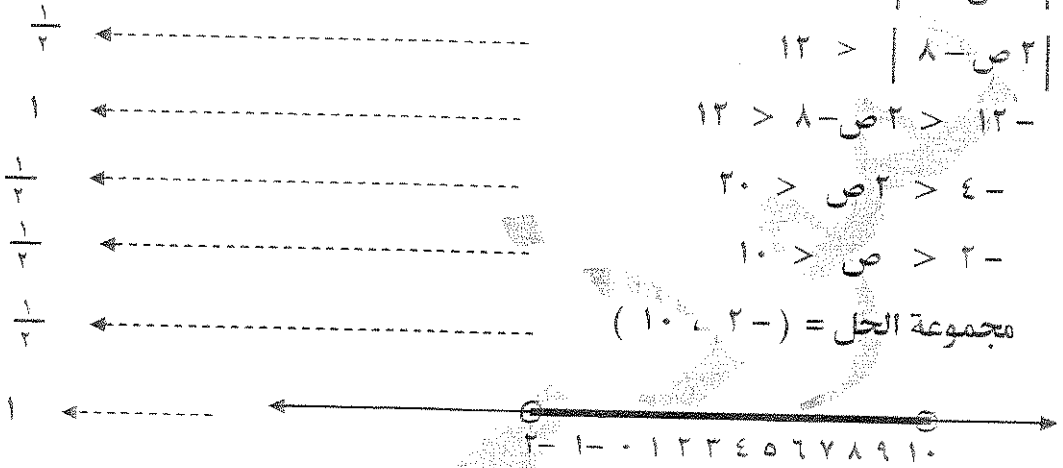 |٢ص - ٨| < ١٢ ← ١/٢
-١٢ < ٢ص - ٨ < ١٢ ← ١
-٤ < ٢ص < ٢٠ ← ١/٢
-٢ < ص < ١٠ ← ١/٢
مجموعة الحل = (-٢ ، ١٠) ← ١/٢
← ١
-٢ -١ ٠ ١ ٢ ٣ ٤ ٥ ٦ ٧ ٨ ٩ ١٠